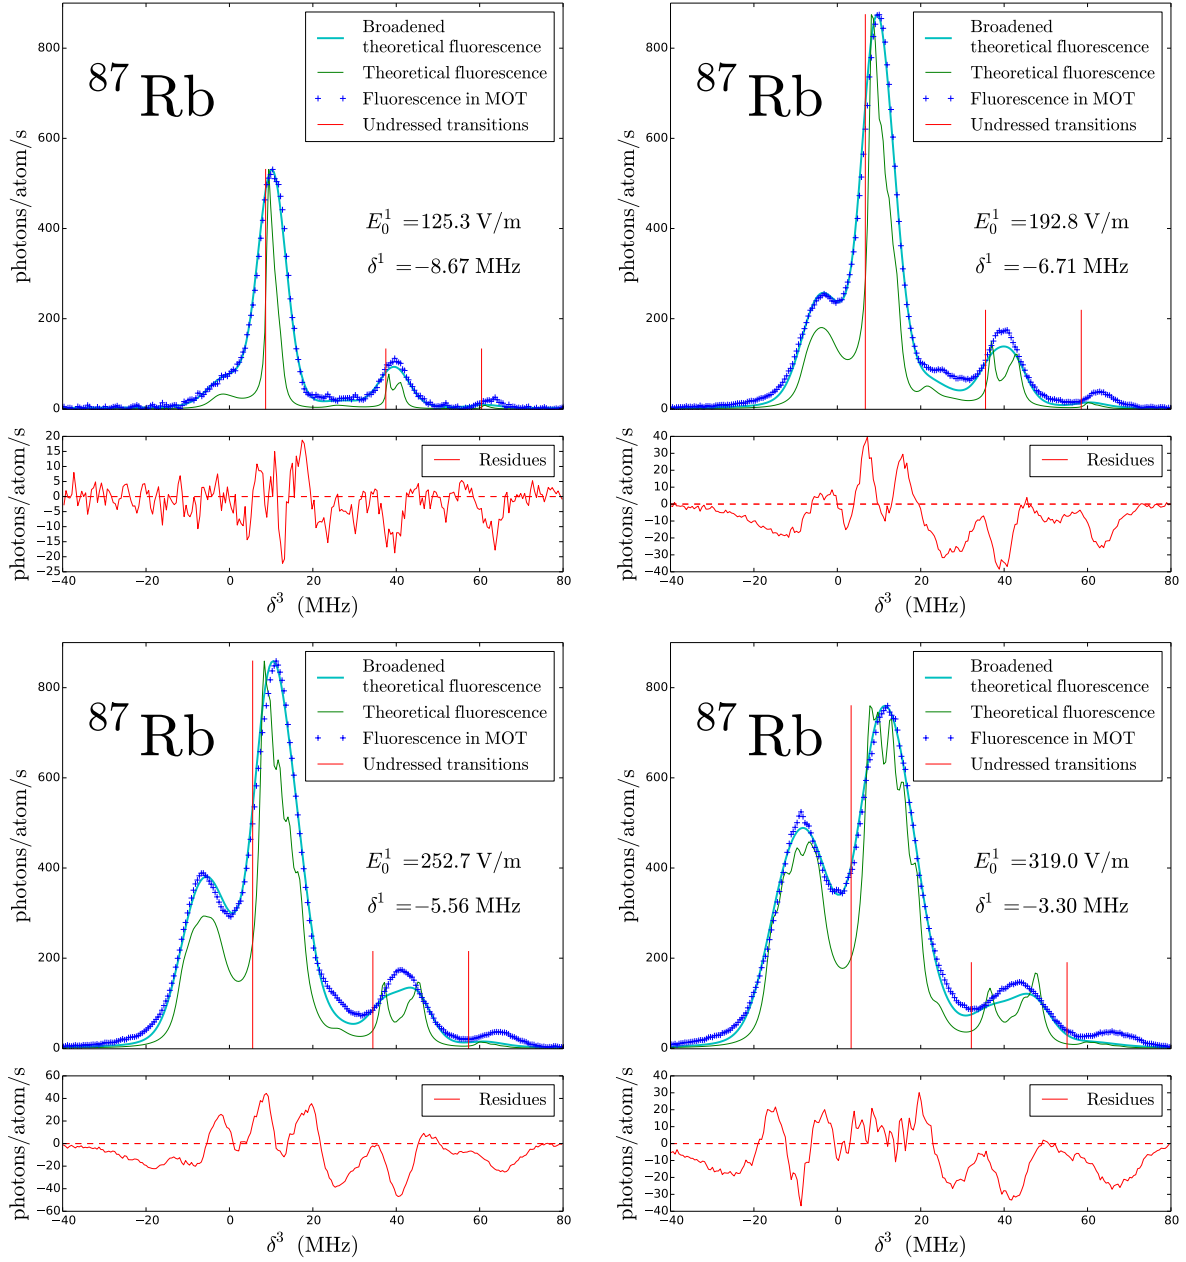 ⁸⁷Rb
Broadened
theoretical fluorescence
Theoretical fluorescence
Fluorescence in MOT
Undressed transitions
E₀¹ =125.3 V/m
δ¹ =−8.67 MHz
photons/atom/s
0 200 400 600 800
Residues
photons/atom/s
20 15 10 5 0 −5 −10 −15 −20 −25
−40 −20 0 20 40 60 80
δ³ (MHz)
⁸⁷Rb
Broadened
theoretical fluorescence
Theoretical fluorescence
Fluorescence in MOT
Undressed transitions
E₀¹ =192.8 V/m
δ¹ =−6.71 MHz
photons/atom/s
0 200 400 600 800
Residues
photons/atom/s
40 30 20 10 0 −10 −20 −30 −40
−40 −20 0 20 40 60 80
δ³ (MHz)
⁸⁷Rb
Broadened
theoretical fluorescence
Theoretical fluorescence
Fluorescence in MOT
Undressed transitions
E₀¹ =252.7 V/m
δ¹ =−5.56 MHz
photons/atom/s
0 200 400 600 800
Residues
photons/atom/s
60 40 20 0 −20 −40 −60
−40 −20 0 20 40 60 80
δ³ (MHz)
⁸⁷Rb
Broadened
theoretical fluorescence
Theoretical fluorescence
Fluorescence in MOT
Undressed transitions
E₀¹ =319.0 V/m
δ¹ =−3.30 MHz
photons/atom/s
0 200 400 600 800
Residues
photons/atom/s
40 30 20 10 0 −10 −20 −30 −40
−40 −20 0 20 40 60 80
δ³ (MHz)